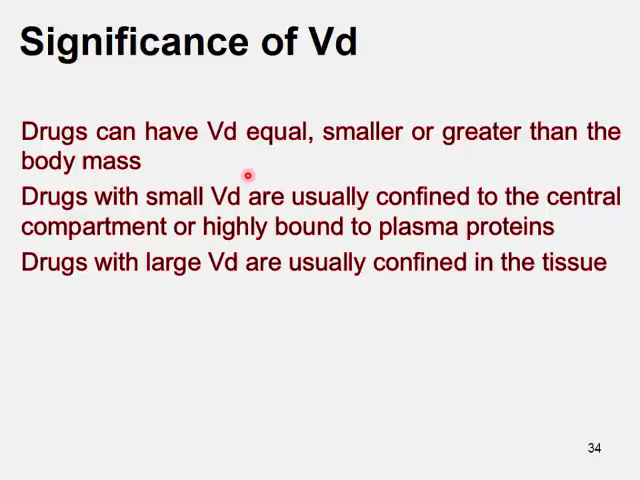 Significance of Vd
Drugs can have Vd equal, smaller or greater than the
body mass
Drugs with small Vd are usually confined to the central
compartment or highly bound to plasma proteins
Drugs with large Vd are usually confined in the tissue
34